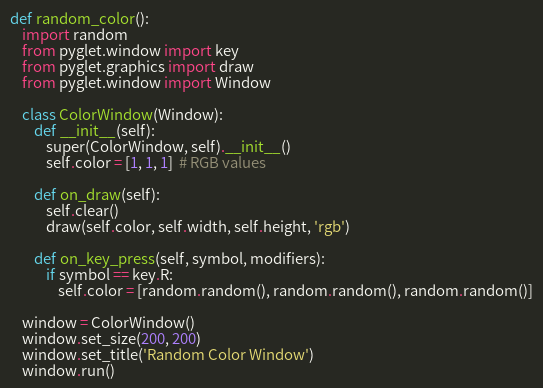 def random_color():
    import random
    from pyglet.window import key
    from pyglet.graphics import draw
    from pyglet.window import Window

    class ColorWindow(Window):
        def __init__(self):
            super(ColorWindow, self).__init__()
            self.color = [1, 1, 1]  # RGB values

        def on_draw(self):
            self.clear()
            draw(self.color, self.width, self.height, 'rgb')

        def on_key_press(self, symbol, modifiers):
            if symbol == key.R:
                self.color = [random.random(), random.random(), random.random()]

    window = ColorWindow()
    window.set_size(200, 200)
    window.set_title('Random Color Window')
    window.run()